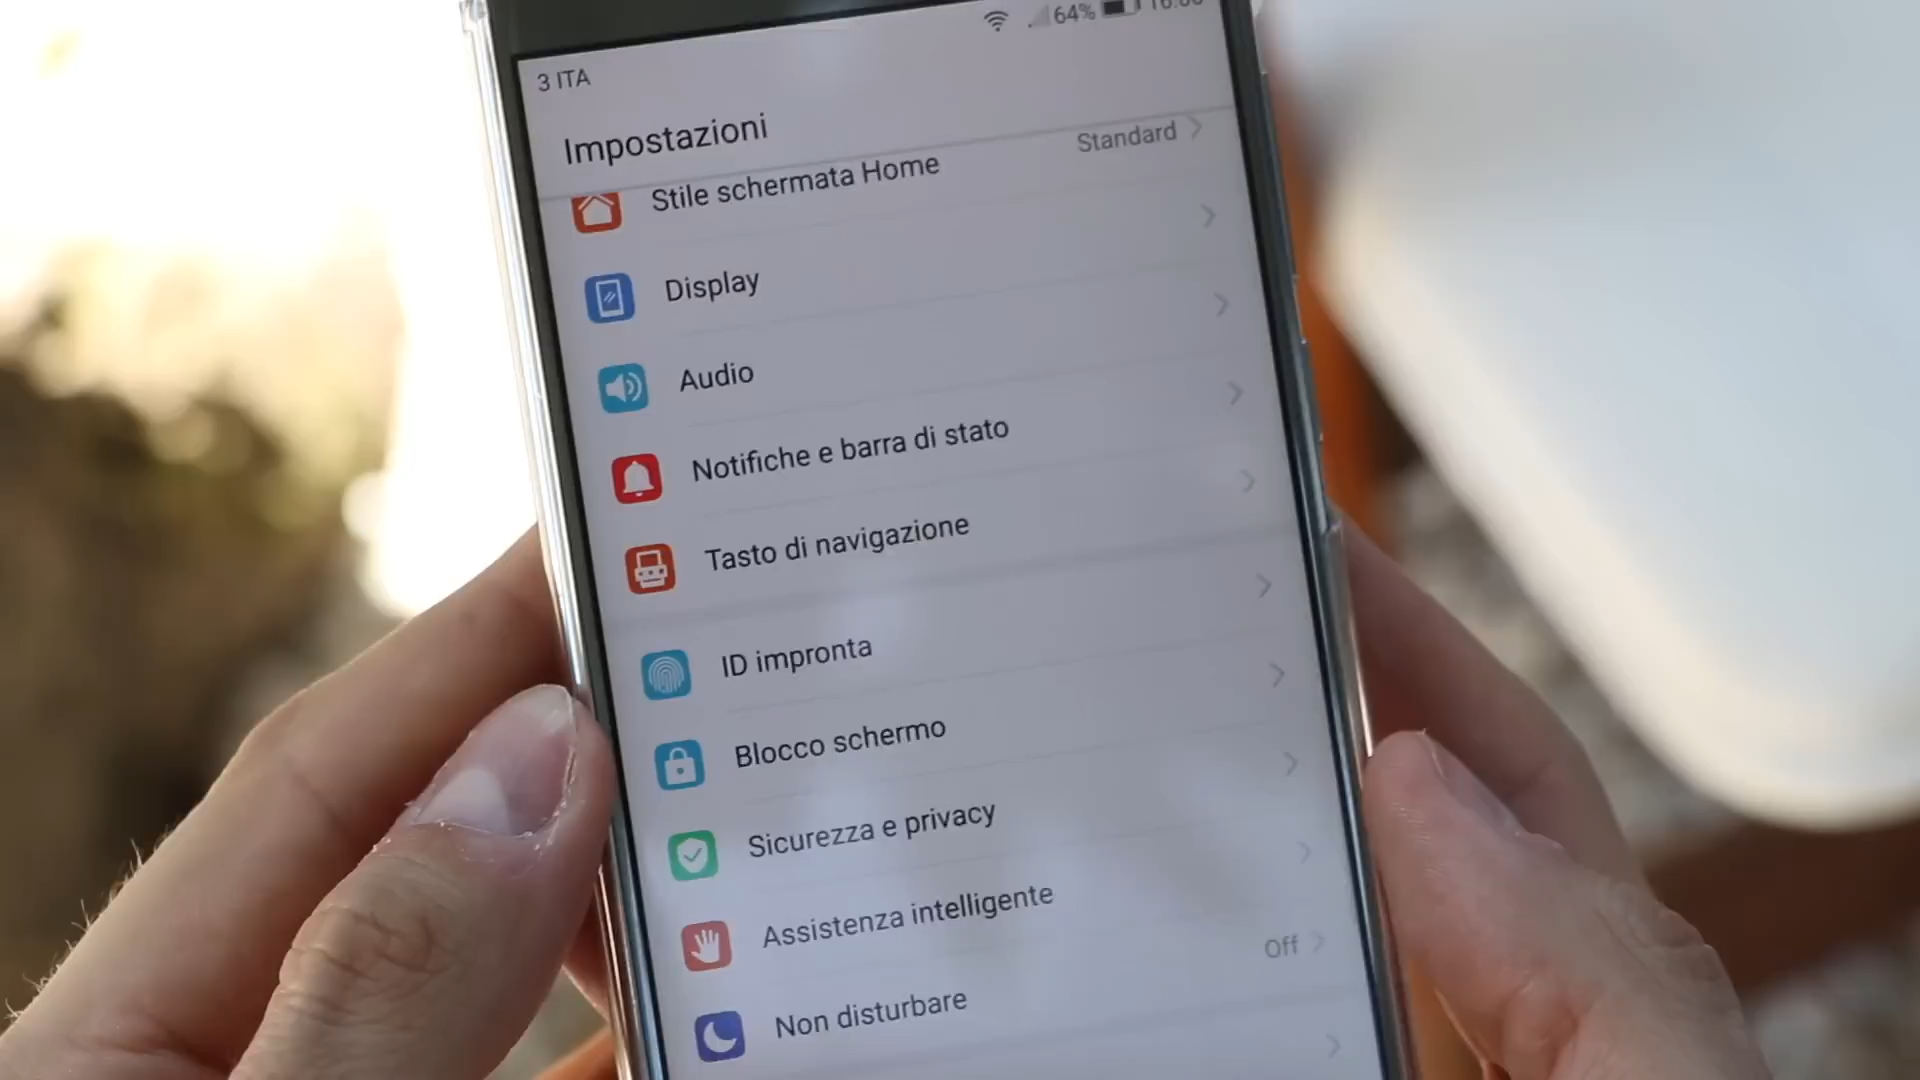 64%
3 ITA
Impostazioni
Stile schermata Home Standard
Display
Audio
Notifiche e barra di stato
Tasto di navigazione
ID impronta
Blocco schermo
Sicurezza e privacy
Assistenza intelligente
Non disturbare Off